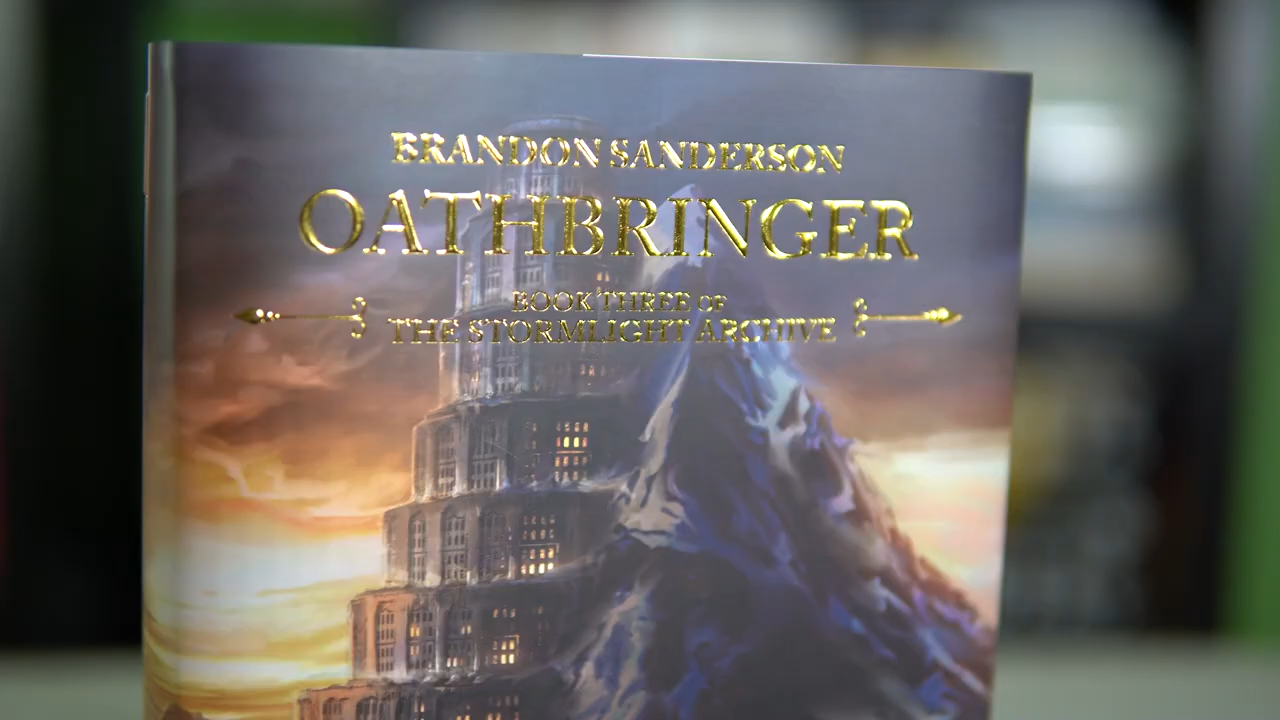 BRANDON SANDERSON
OATHBRINGER
BOOK THREE OF
THE STORMLIGHT ARCHIVE